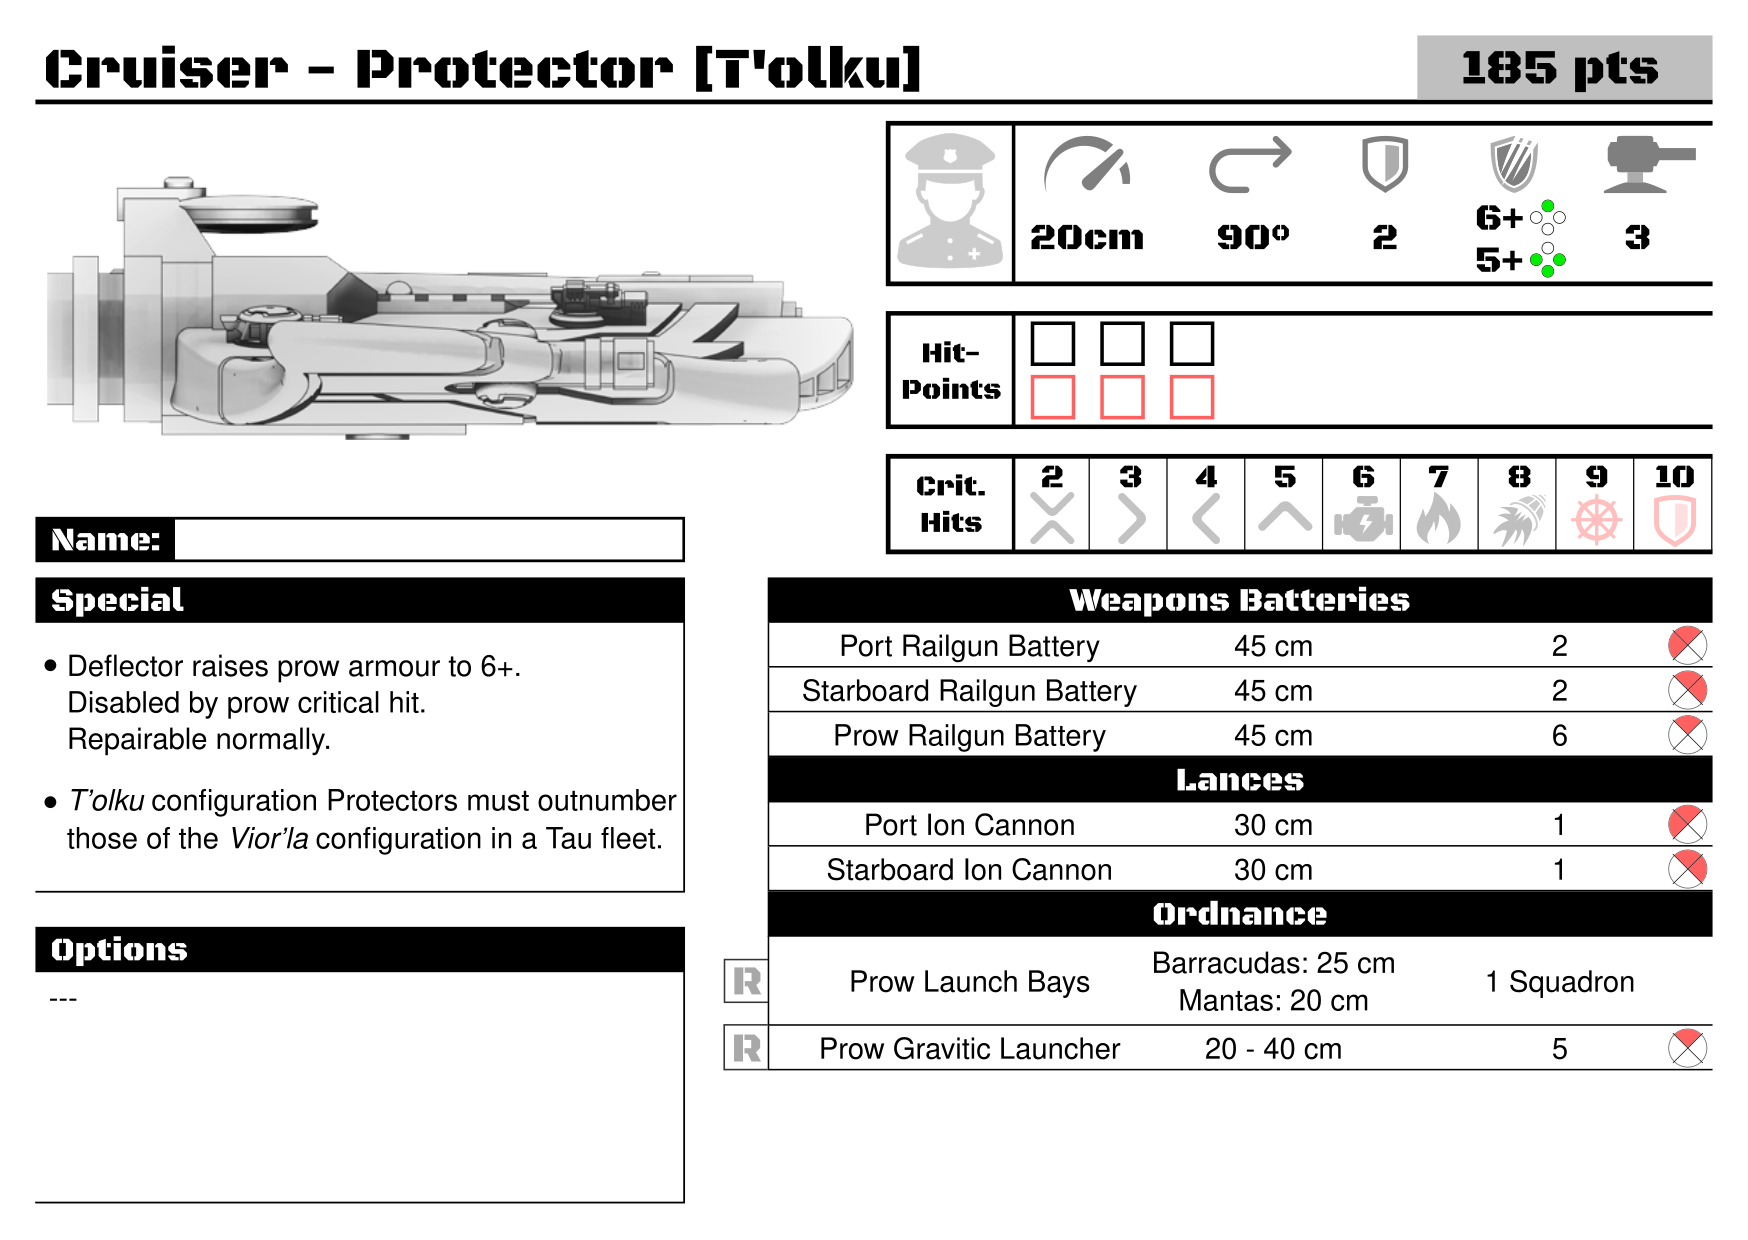 Cruiser – Protector [T'olku]
185 pts
20cm
90º
2
6+
5+
3
Hit-
Points
Crit.
Hits
2 3 4 5 6 7 8 9 10
Name:
Special
• Deflector raises prow armour to 6+.
Disabled by prow critical hit.
Repairable normally.
• T’olku configuration Protectors must outnumber
those of the Vior’la configuration in a Tau fleet.
Options
---
Weapons Batteries
Port Railgun Battery 45 cm 2
Starboard Railgun Battery 45 cm 2
Prow Railgun Battery 45 cm 6
Lances
Port Ion Cannon 30 cm 1
Starboard Ion Cannon 30 cm 1
Ordnance
R Prow Launch Bays Barracudas: 25 cm 1 Squadron
Mantas: 20 cm
R Prow Gravitic Launcher 20 - 40 cm 5